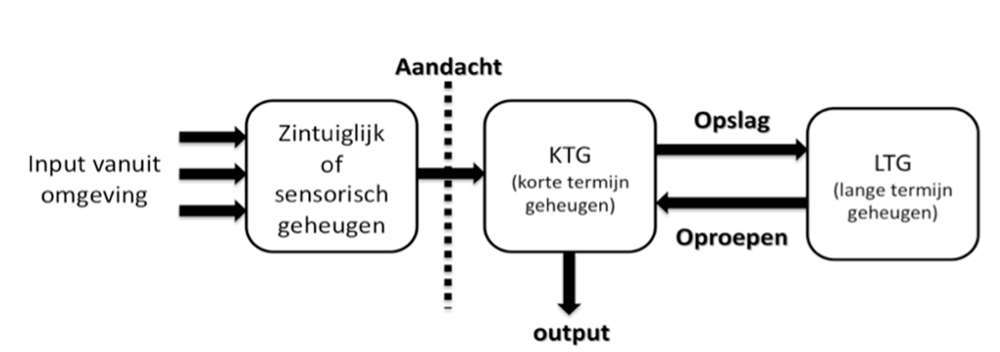 Aandacht
Input vanuit
omgeving
Zintuiglijk
of
sensorisch
geheugen
KTG
(korte termijn
geheugen)
Opslag
Oproepen
LTG
(lange termijn
geheugen)
output